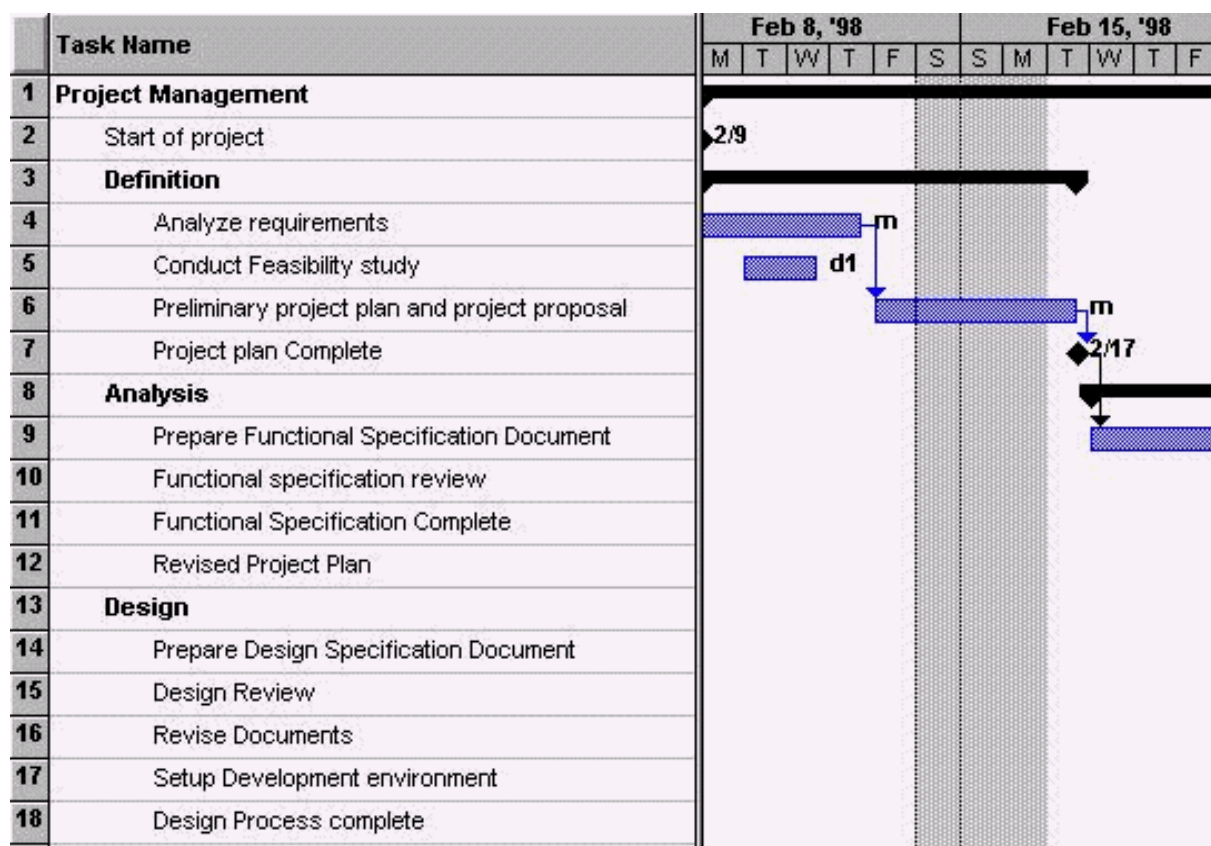 Task Name
Feb 8, '98
Feb 15, '98
M T W T F S S M T W T F
1 Project Management
2 Start of project 2/9
3 Definition
4 Analyze requirements m
5 Conduct Feasibility study d1
6 Preliminary project plan and project proposal m
7 Project plan Complete 2/17
8 Analysis
9 Prepare Functional Specification Document
10 Functional specification review
11 Functional Specification Complete
12 Revised Project Plan
13 Design
14 Prepare Design Specification Document
15 Design Review
16 Revise Documents
17 Setup Development environment
18 Design Process complete